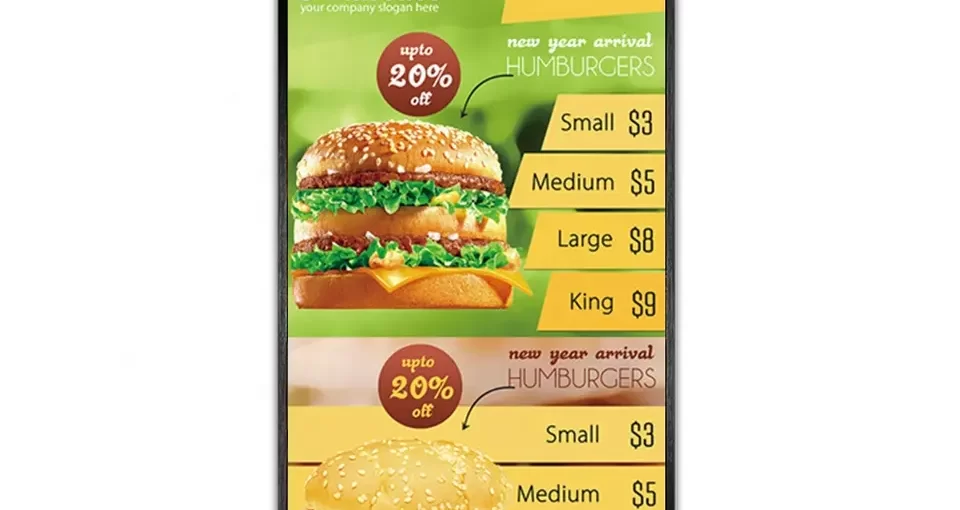 your company slogan here
upto
20%
off
new year arrival
HUMBURGERS
Small $3
Medium $5
Large $8
King $9
upto
20%
off
new year arrival
HUMBURGERS
Small $3
Medium $5